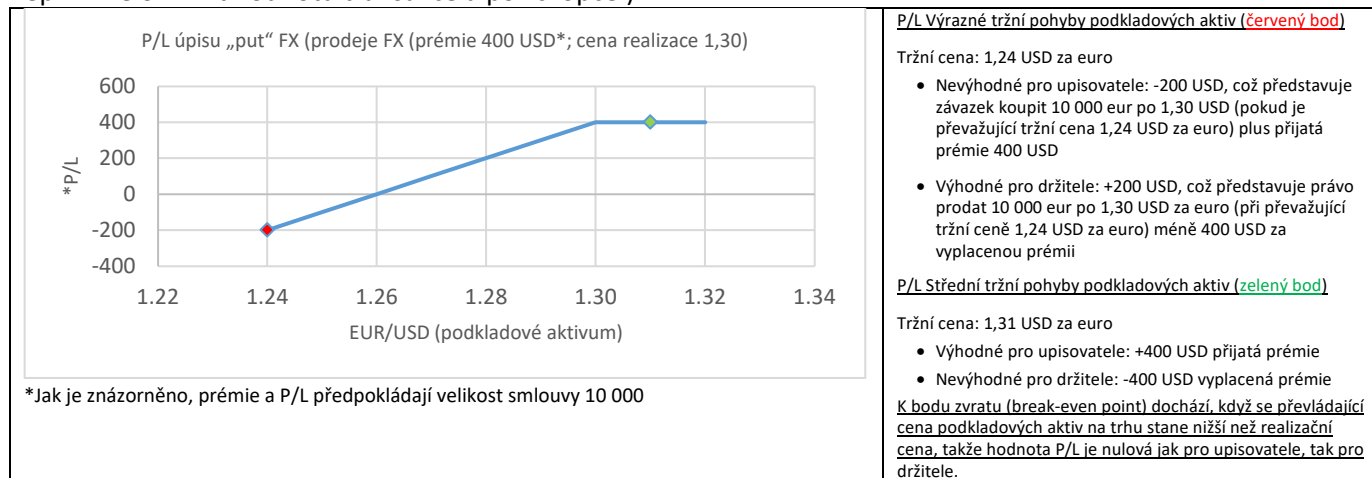 P/L úpisu „put“ FX (prodeje FX (prémie 400 USD*; cena realizace 1,30)
600
400
200
0
-200
-400
*P/L
1.22 1.24 1.26 1.28 1.30 1.32 1.34
EUR/USD (podkladové aktivum)
*Jak je znázorněno, prémie a P/L předpokládají velikost smlouvy 10 000
P/L Výrazné tržní pohyby podkladových aktiv (červený bod)
Tržní cena: 1,24 USD za euro
• Nevýhodné pro upisovatele: -200 USD, což představuje
závazek koupit 10 000 eur po 1,30 USD (pokud je
převažující tržní cena 1,24 USD za euro) plus přijatá
prémie 400 USD
• Výhodné pro držitele: +200 USD, což představuje právo
prodat 10 000 eur po 1,30 USD za euro (při převažující
tržní ceně 1,24 USD za euro) méně 400 USD za
vyplacenou prémii
P/L Střední tržní pohyby podkladových aktiv (zelený bod)
Tržní cena: 1,31 USD za euro
• Výhodné pro upisovatele: +400 USD přijatá prémie
• Nevýhodné pro držitele: -400 USD vyplacená prémie
K bodu zvratu (break-even point) dochází, když se převládající
cena podkladových aktiv na trhu stane nižší než realizační
cena, takže hodnota P/L je nulová jak pro upisovatele, tak pro
držitele.